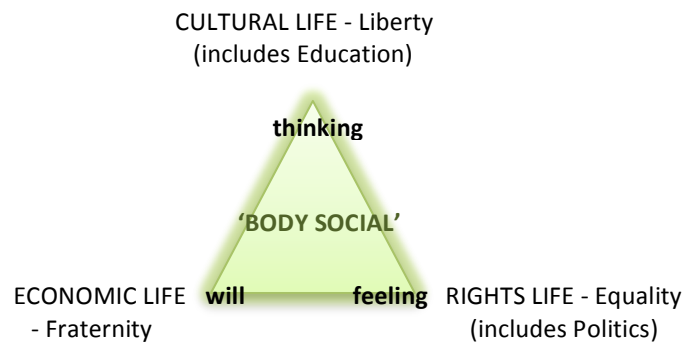 CULTURAL LIFE - Liberty
(includes Education)
thinking
‘BODY SOCIAL’
ECONOMIC LIFE will feeling RIGHTS LIFE - Equality
- Fraternity (includes Politics)